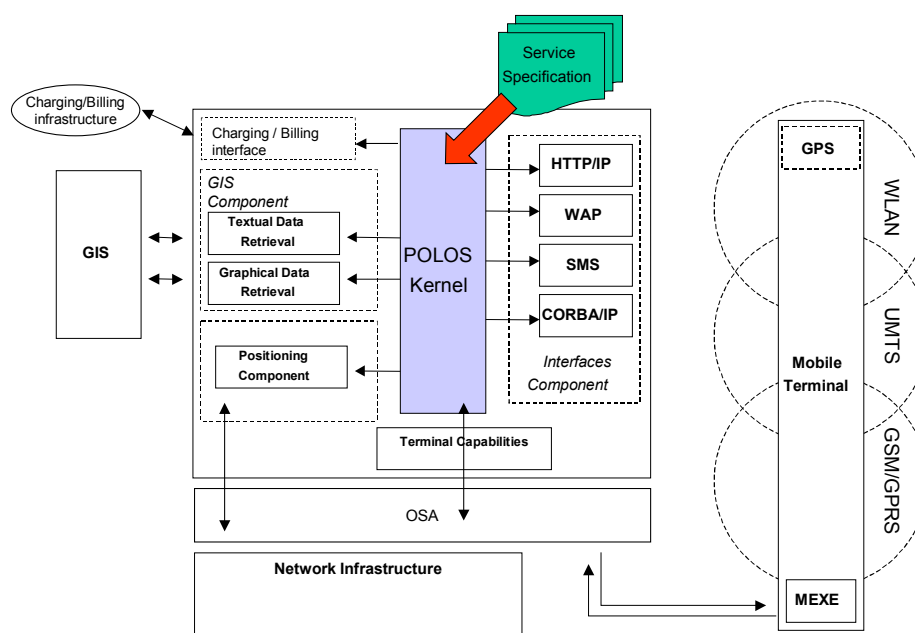 Service
Specification
Charging/Billing
infrastructure
Charging / Billing
interface
GIS
Component
Textual Data
Retrieval
Graphical Data
Retrieval
GIS
POLOS
Kernel
HTTP/IP
WAP
SMS
CORBA/IP
Interfaces
Component
Positioning
Component
Terminal Capabilities
OSA
Network Infrastructure
GPS
WLAN
UMTS
Mobile
Terminal
GSM/GPRS
MEXE